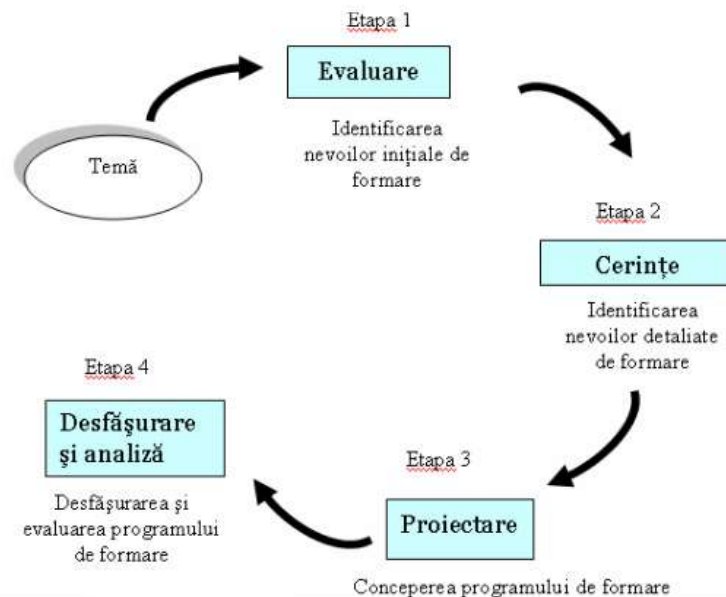 Etapa 1
Evaluare
Identificarea
nevoilor inițiale de
formare
Temă
Etapa 2
Cerințe
Identificarea
nevoilor detaliate
de formare
Etapa 3
Proiectare
Conceperea programului de formare
Etapa 4
Desfăşurare
şi analiză
Desfăşurarea şi
evaluarea programului
de formare